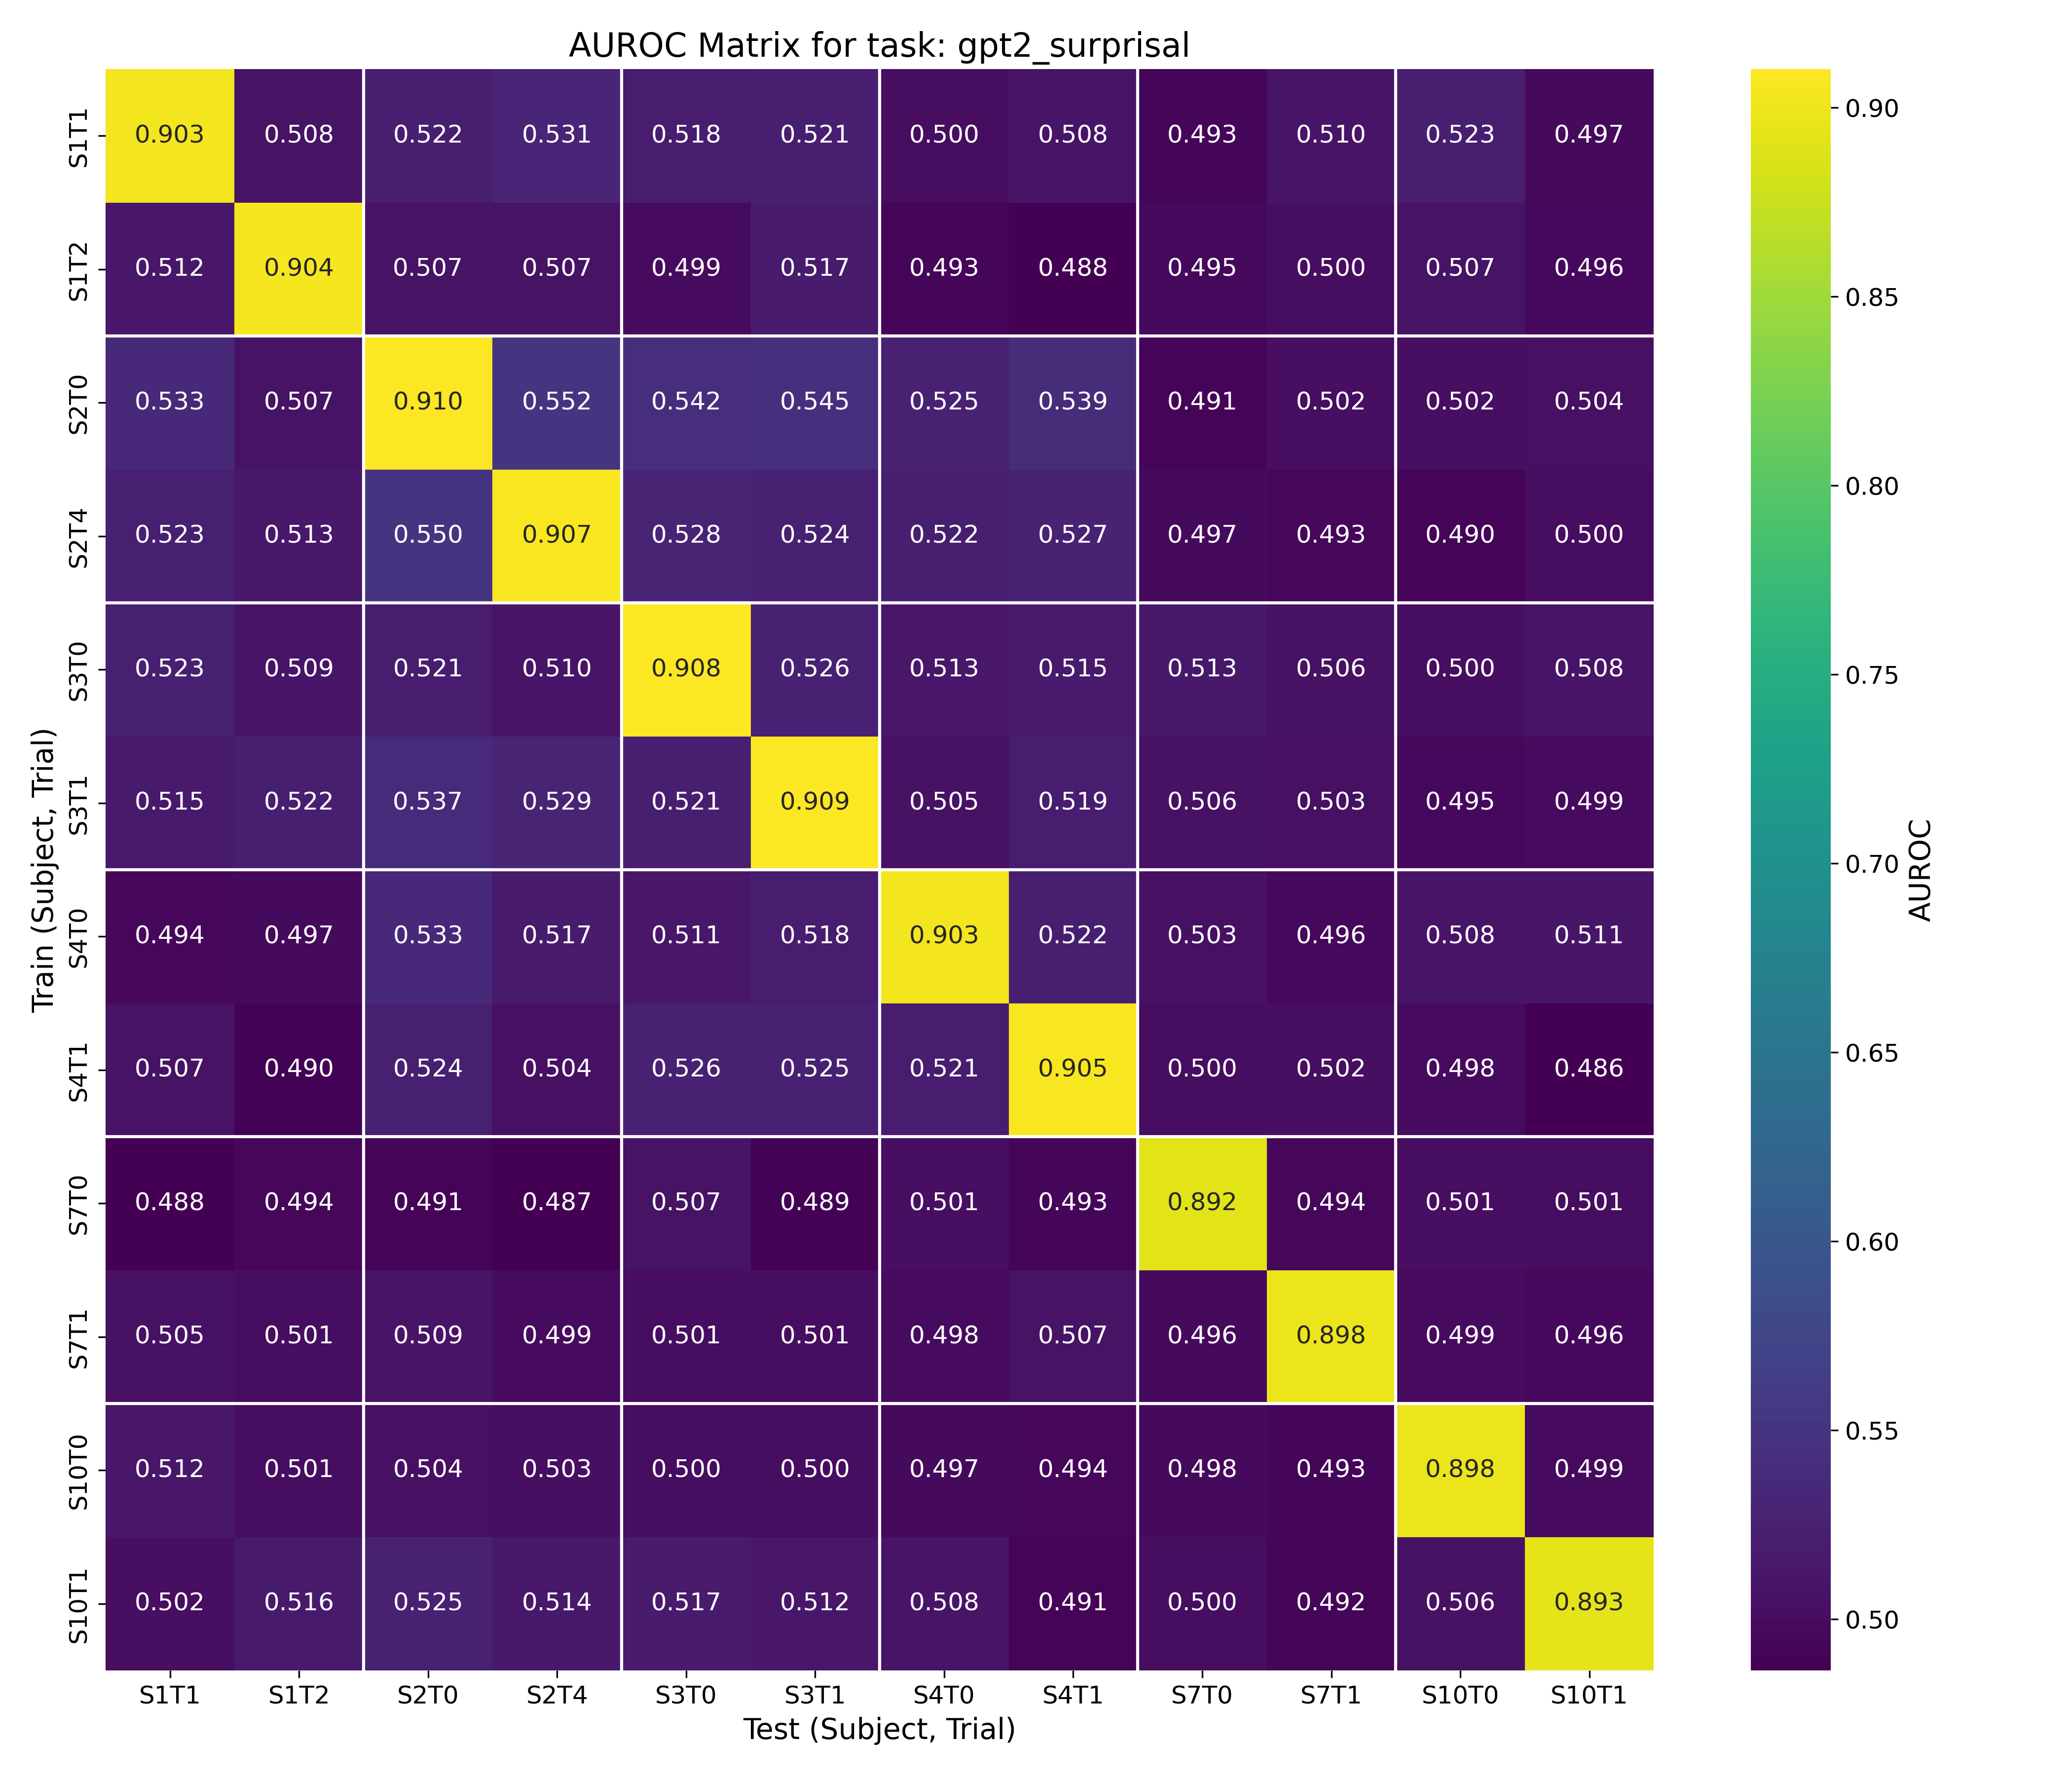 AUROC Matrix for task: gpt2_surprisal
S1T1 0.903 0.508 0.522 0.531 0.518 0.521 0.500 0.508 0.493 0.510 0.523 0.497
S1T2 0.512 0.904 0.507 0.507 0.499 0.517 0.493 0.488 0.495 0.500 0.507 0.496
S2T0 0.533 0.507 0.910 0.552 0.542 0.545 0.525 0.539 0.491 0.502 0.502 0.504
S2T4 0.523 0.513 0.550 0.907 0.528 0.524 0.522 0.527 0.497 0.493 0.490 0.500
S3T0 0.523 0.509 0.521 0.510 0.908 0.526 0.513 0.515 0.513 0.506 0.500 0.508
S3T1 0.515 0.522 0.537 0.529 0.521 0.909 0.505 0.519 0.506 0.503 0.495 0.499
S4T0 0.494 0.497 0.533 0.517 0.511 0.518 0.903 0.522 0.503 0.496 0.508 0.511
S4T1 0.507 0.490 0.524 0.504 0.526 0.525 0.521 0.905 0.500 0.502 0.498 0.486
S7T0 0.488 0.494 0.491 0.487 0.507 0.489 0.501 0.493 0.892 0.494 0.501 0.501
S7T1 0.505 0.501 0.509 0.499 0.501 0.501 0.498 0.507 0.496 0.898 0.499 0.496
S10T0 0.512 0.501 0.504 0.503 0.500 0.500 0.497 0.494 0.498 0.493 0.898 0.499
S10T1 0.502 0.516 0.525 0.514 0.517 0.512 0.508 0.491 0.500 0.492 0.506 0.893
S1T1 S1T2 S2T0 S2T4 S3T0 S3T1 S4T0 S4T1 S7T0 S7T1 S10T0 S10T1
Test (Subject, Trial)
Train (Subject, Trial)
0.90
0.85
0.80
0.75
0.70
0.65
0.60
0.55
0.50
AUROC